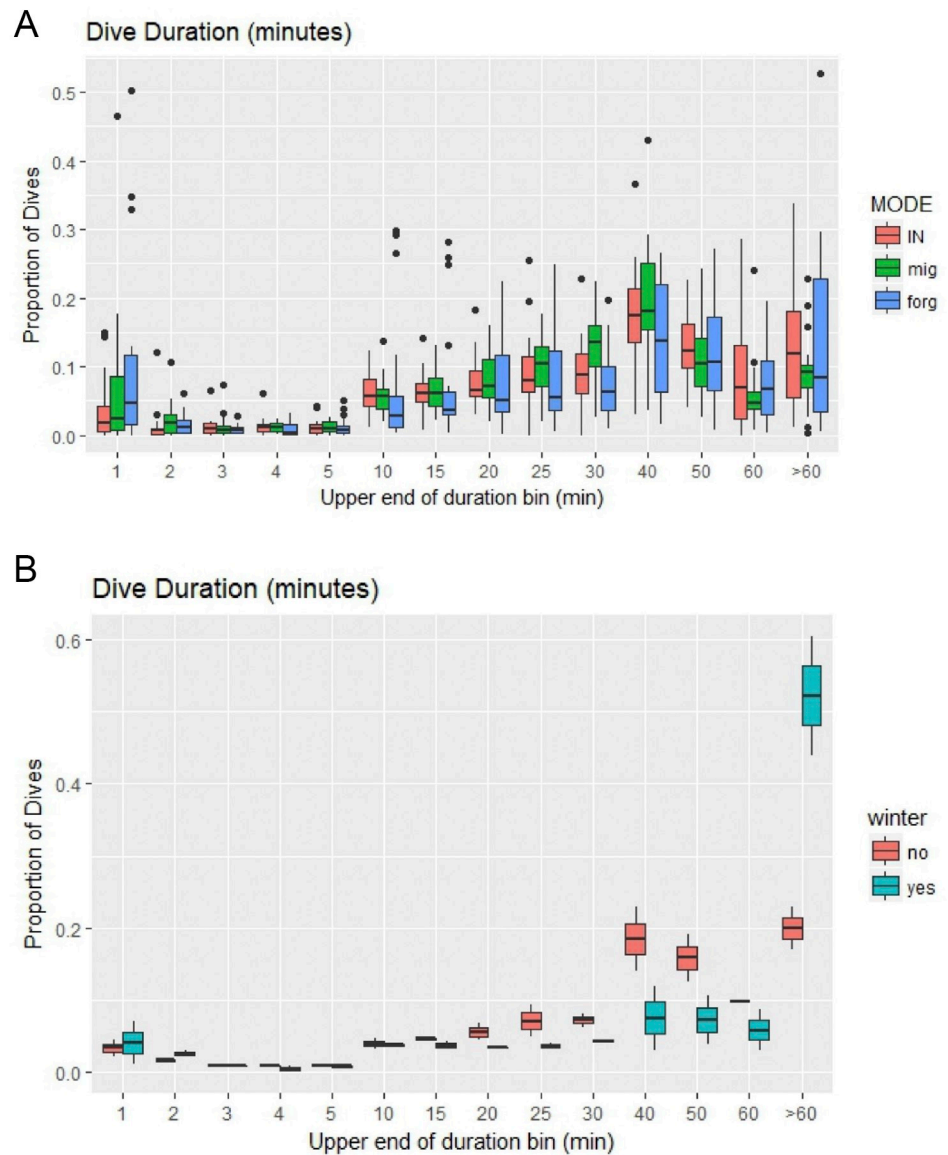 A
Dive Duration (minutes)
Proportion of Dives
0.5
0.4
0.3
0.2
0.1
0.0
1 2 3 4 5 10 15 20 25 30 40 50 60 >60
Upper end of duration bin (min)
MODE
IN
mig
forg
B
Dive Duration (minutes)
Proportion of Dives
0.6
0.4
0.2
0.0
1 2 3 4 5 10 15 20 25 30 40 50 60 >60
Upper end of duration bin (min)
winter
no
yes